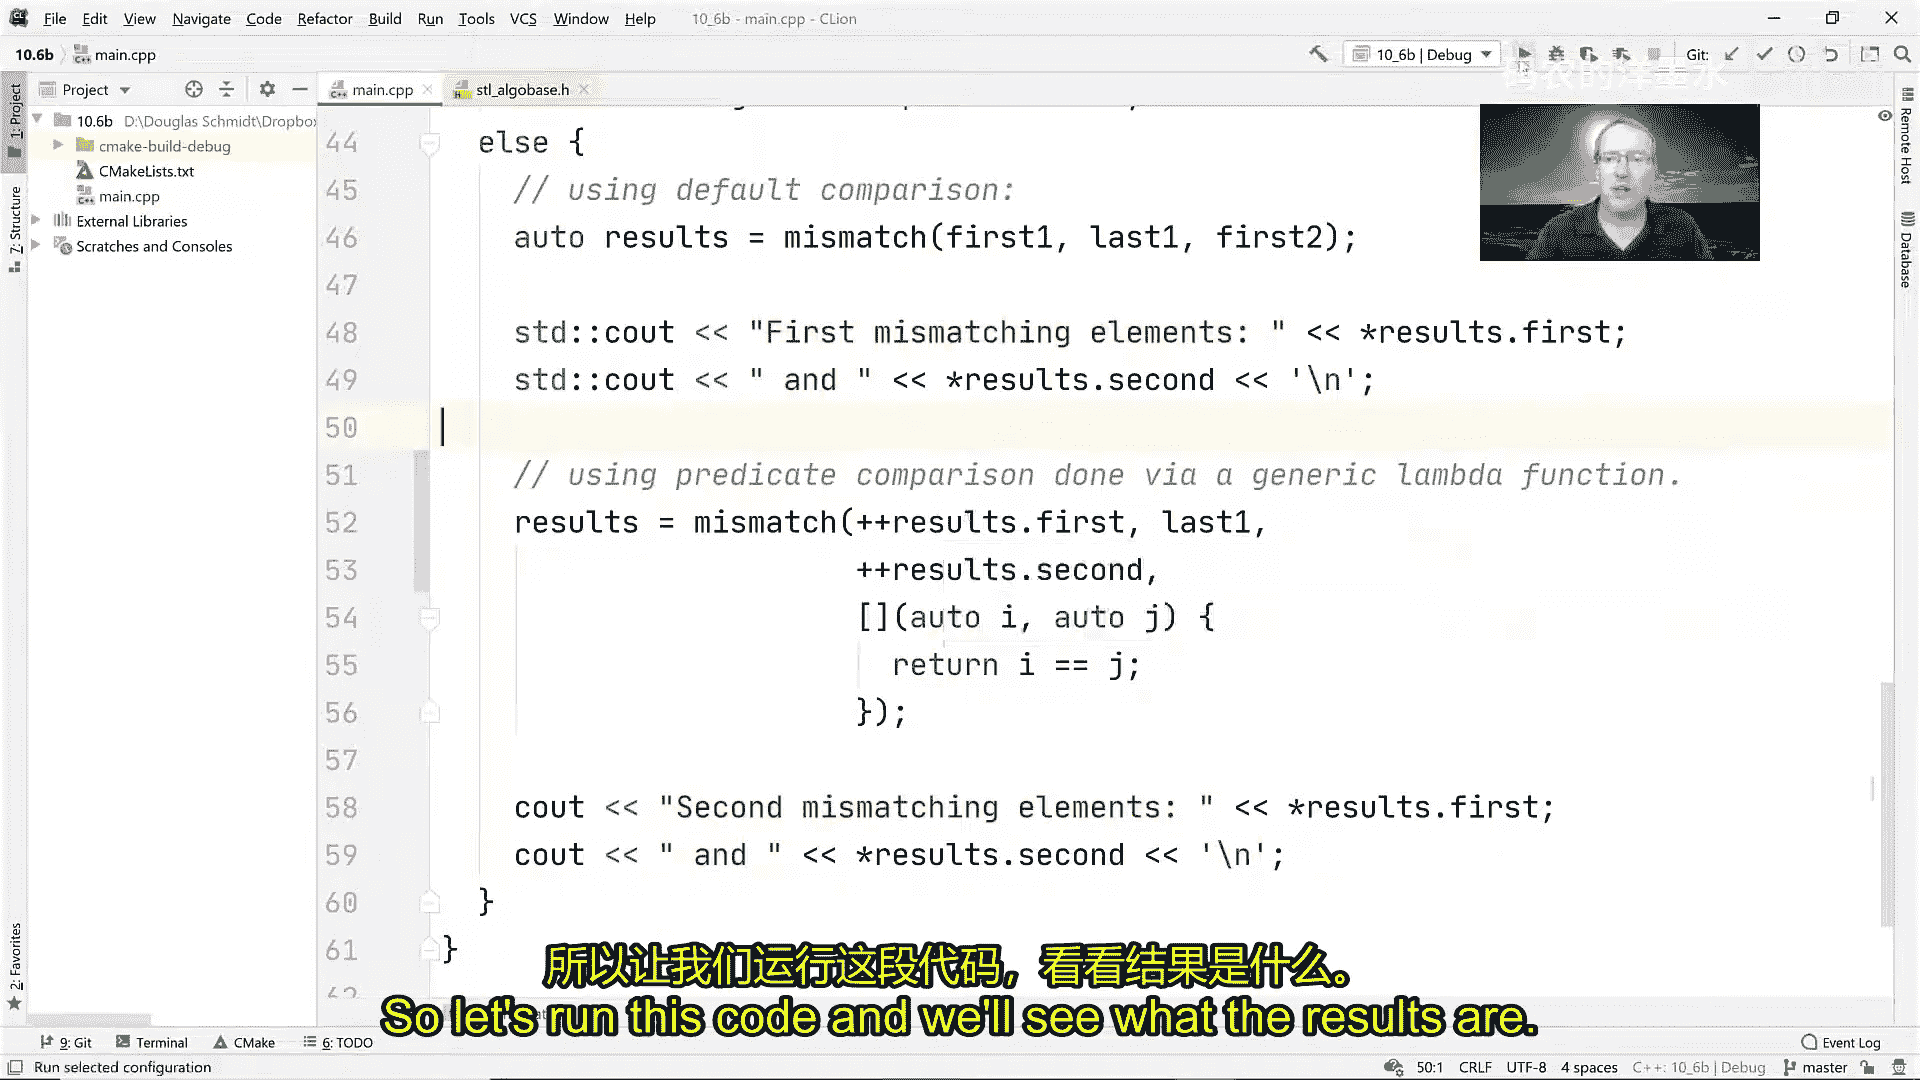 File Edit View Navigate Code Refactor Build Run Tools VCS Window Help 10_6b - main.cpp - CLion
10.6b main.cpp 10_6b | Debug Git:
Project main.cpp stl_algobase.h
1: Project
7: Structure
2: Favorites
10.6b D:\Douglas Schmidt\Dropbox
cmake-build-debug
CMakeLists.txt
main.cpp
External Libraries
Scratches and Consoles
44 else {
45 // using default comparison:
46 auto results = mismatch(first1, last1, first2);
47
48 std::cout << "First mismatching elements: " << *results.first;
49 std::cout << " and " << *results.second << '\n';
50
51 // using predicate comparison done via a generic lambda function.
52 results = mismatch(++results.first, last1,
53 ++results.second,
54 [](auto i, auto j) {
55 return i == j;
56 });
57
58 cout << "Second mismatching elements: " << *results.first;
59 cout << " and " << *results.second << '\n';
60 }
61 }
Remote Host
Database
所以让我们运行这段代码，看看结果是什么。
So let's run this code and we'll see what the results are.
9: Git Terminal CMake 6: TODO Event Log
Run selected configuration 50:1 CRLF UTF-8 4 spaces C++: 10_6b | Debug master